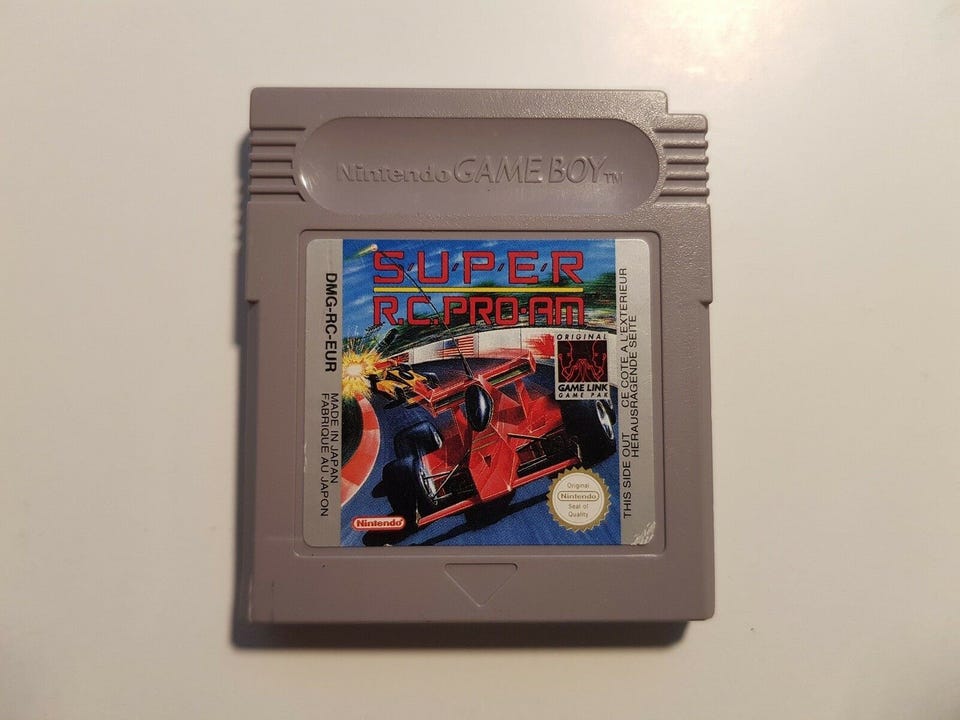 Nintendo GAME BOY TM
SUPER
R.C. PRO-AM
DMG-RC-EUR
MADE IN JAPAN
FABRIQUE AU JAPON
ORIGINAL
GAME LINK
GAME PAK
Original
Nintendo
Seal of
Quality
Nintendo
THIS SIDE OUT CE COTE A L'EXTERIEUR
HERAUSRAGENDE SEITE